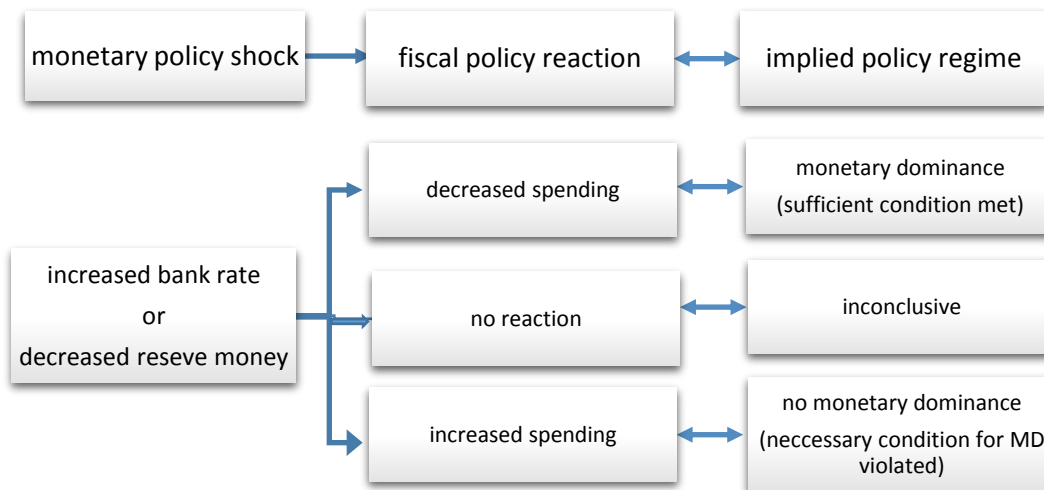 monetary policy shock
fiscal policy reaction
implied policy regime
decreased spending
monetary dominance
(sufficient condition met)
increased bank rate
or
decreased reseve money
no reaction
inconclusive
increased spending
no monetary dominance
(neccessary condition for MD
violated)